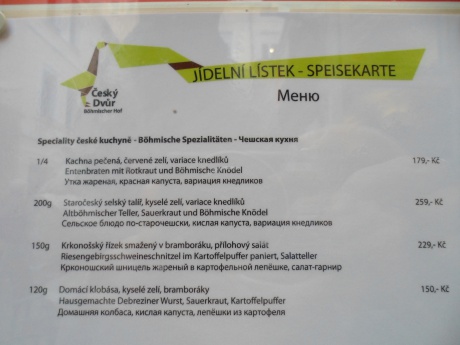 JÍDELNÍ LÍSTEK - SPEISEKARTE
Меню
Český
Dvůr
Böhmischer Hof
Speciality české kuchyně - Böhmische Spezialitäten - Чешская кухня
1/4 Kachna pečená, červené zelí, variace knedlíků 179,- Kč
Entenbraten mit Rotkraut und Böhmische Knödel
Утка жареная, красная капуста, вариация кнедликов
200g Staročeský selský talíř, kyselé zelí, variace knedlíků 259,- Kč
Altböhmischer Teller, Sauerkraut und Böhmische Knödel
Сельское блюдо по-старочешски, кислая капуста, вариация кнедликов
150g Krkonošský řízek smažený v bramboráku, přílohový salát 229,- Kč
Riesengebirgsschweineschnitzel im Kartoffelpuffer paniert, Salatteller
Крконошский шницель жареный в картофельной лепёшке, салат-гарнир
120g Domácí klobása, kyselé zelí, bramboráky 150,- Kč
Hausgemachte Debreziner Wurst, Sauerkraut, Kartoffelpuffer
Домашняя колбаса, кислая капуста, лепёшки из картофеля